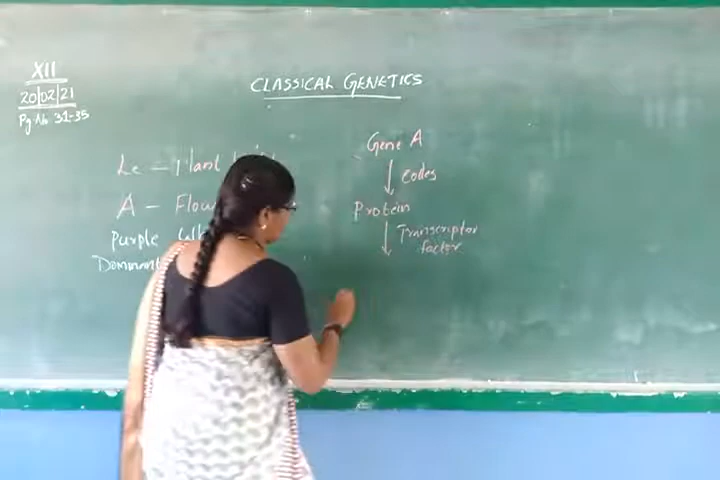 XII
20/02/21
Pg.No 31-35
CLASSICAL GENETICS
Le = Plant
A - Flow
Purple
Dominant
Gene A
Codes
Protein
Transcription
factor